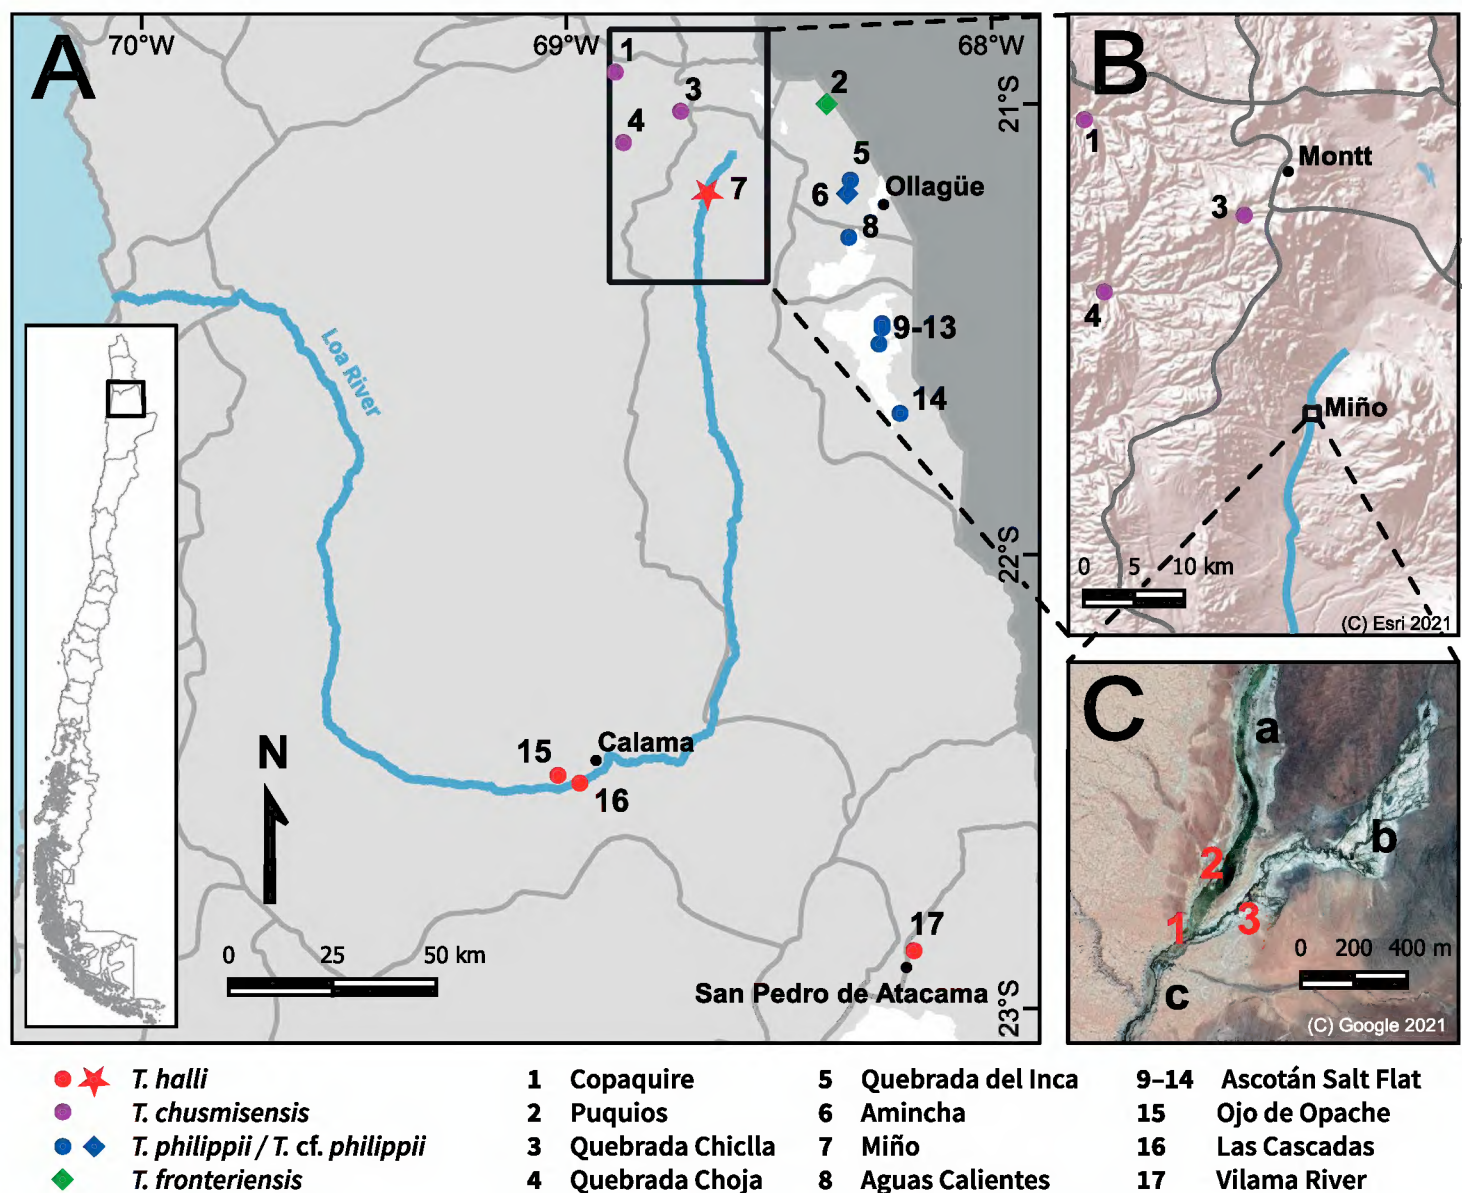 A
70°W
69°W
68°W
1
2
3
4
21°S
5
6
Ollagüe
7
8
9-13
Loa River
14
22°S
N
15
Calama
16
17
0 25 50 km
San Pedro de Atacama
23°S
B
1
Montt
3
4
Miño
0 5 10 km
(C) Esri 2021
C
a
b
2
1
3
0 200 400 m
c
(C) Google 2021
T. halli
T. chusmisensis
T. philippii / T. cf. philippii
T. fronteriensis
1 Copaquire
2 Puquios
3 Quebrada Chiclla
4 Quebrada Choja
5 Quebrada del Inca
6 Amincha
7 Miño
8 Aguas Calientes
9–14 Ascotán Salt Flat
15 Ojo de Opache
16 Las Cascadas
17 Vilama River